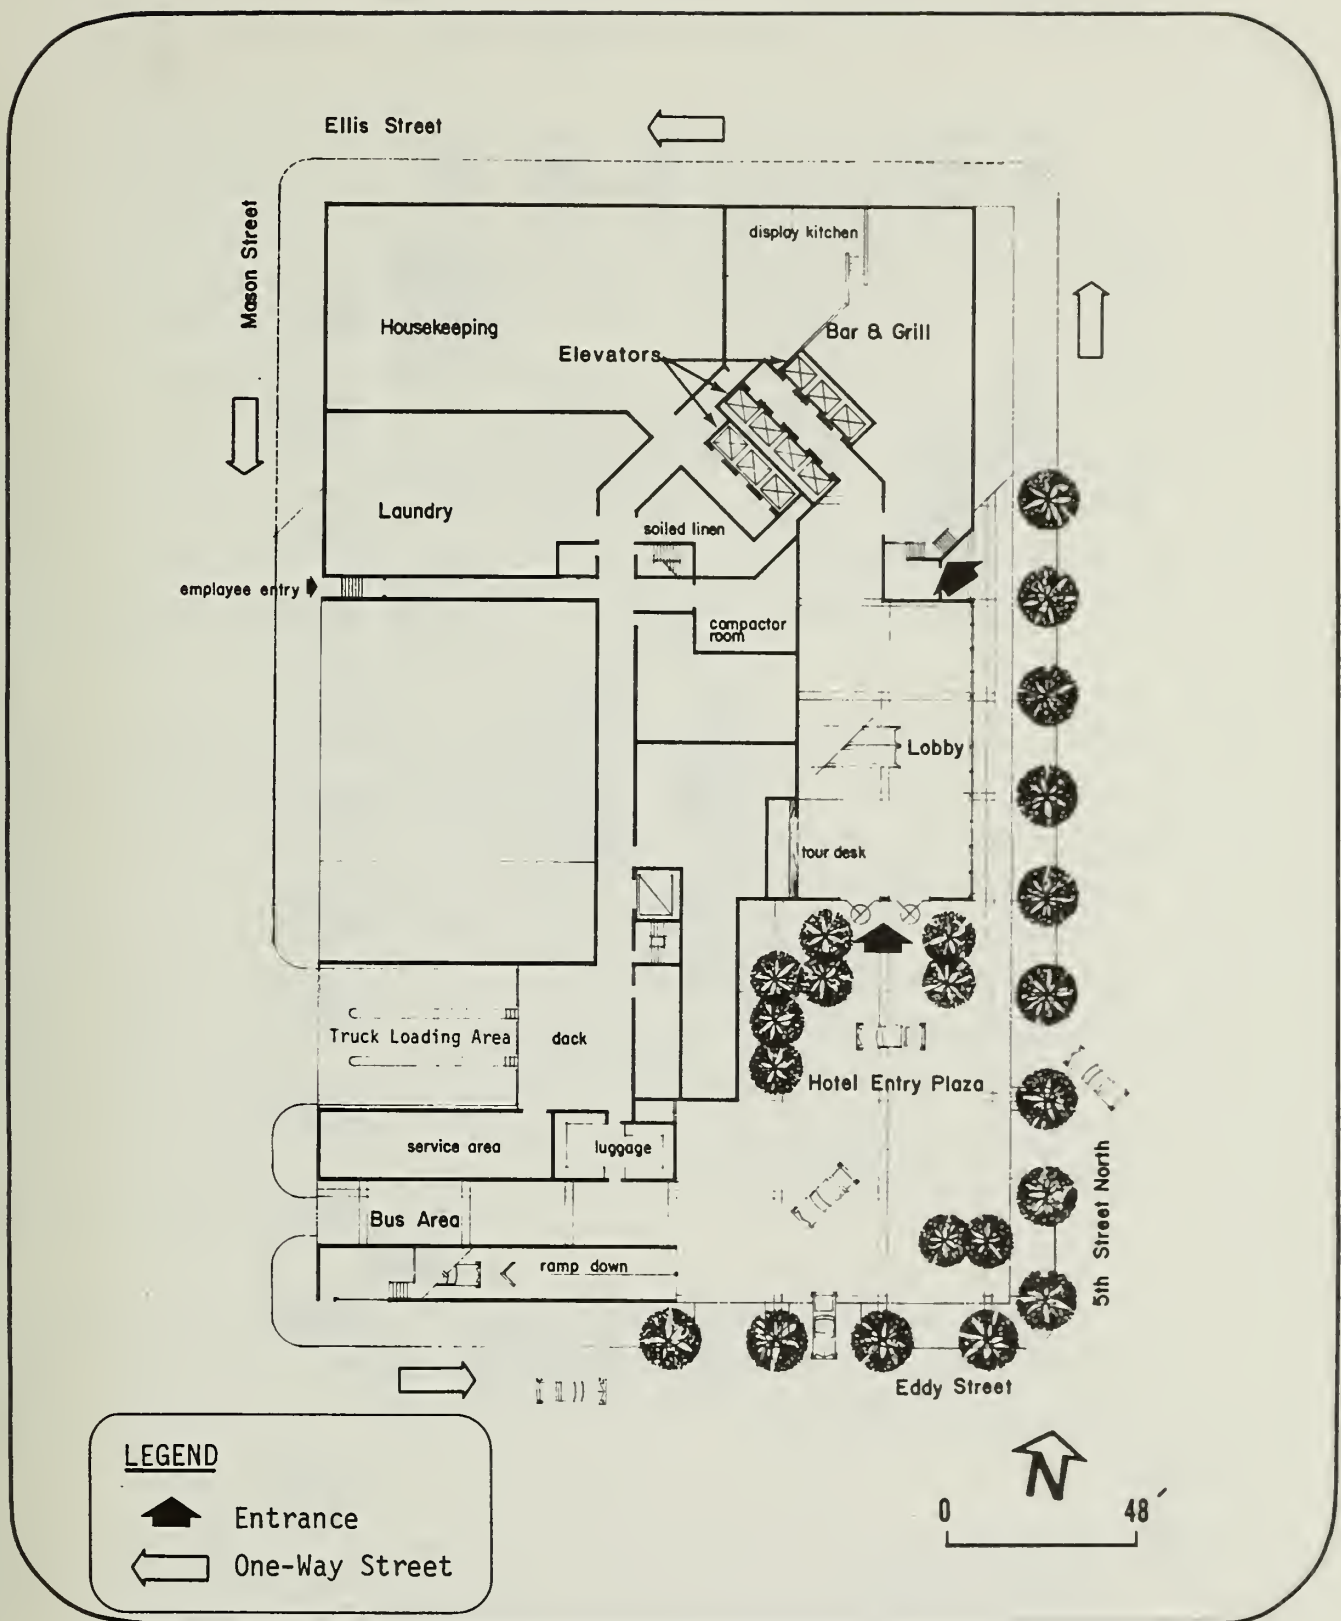 Ellis Street
Mason Street
display kitchen
Housekeeping
Bar & Grill
Elevators
Laundry
soiled linen
employee entry
compactor
room
Lobby
tour desk
Truck Loading Area
dock
Hotel Entry Plaza
service area
luggage
5th Street North
Bus Area
ramp down
Eddy Street
LEGEND
Entrance
One-Way Street
N
0 48′